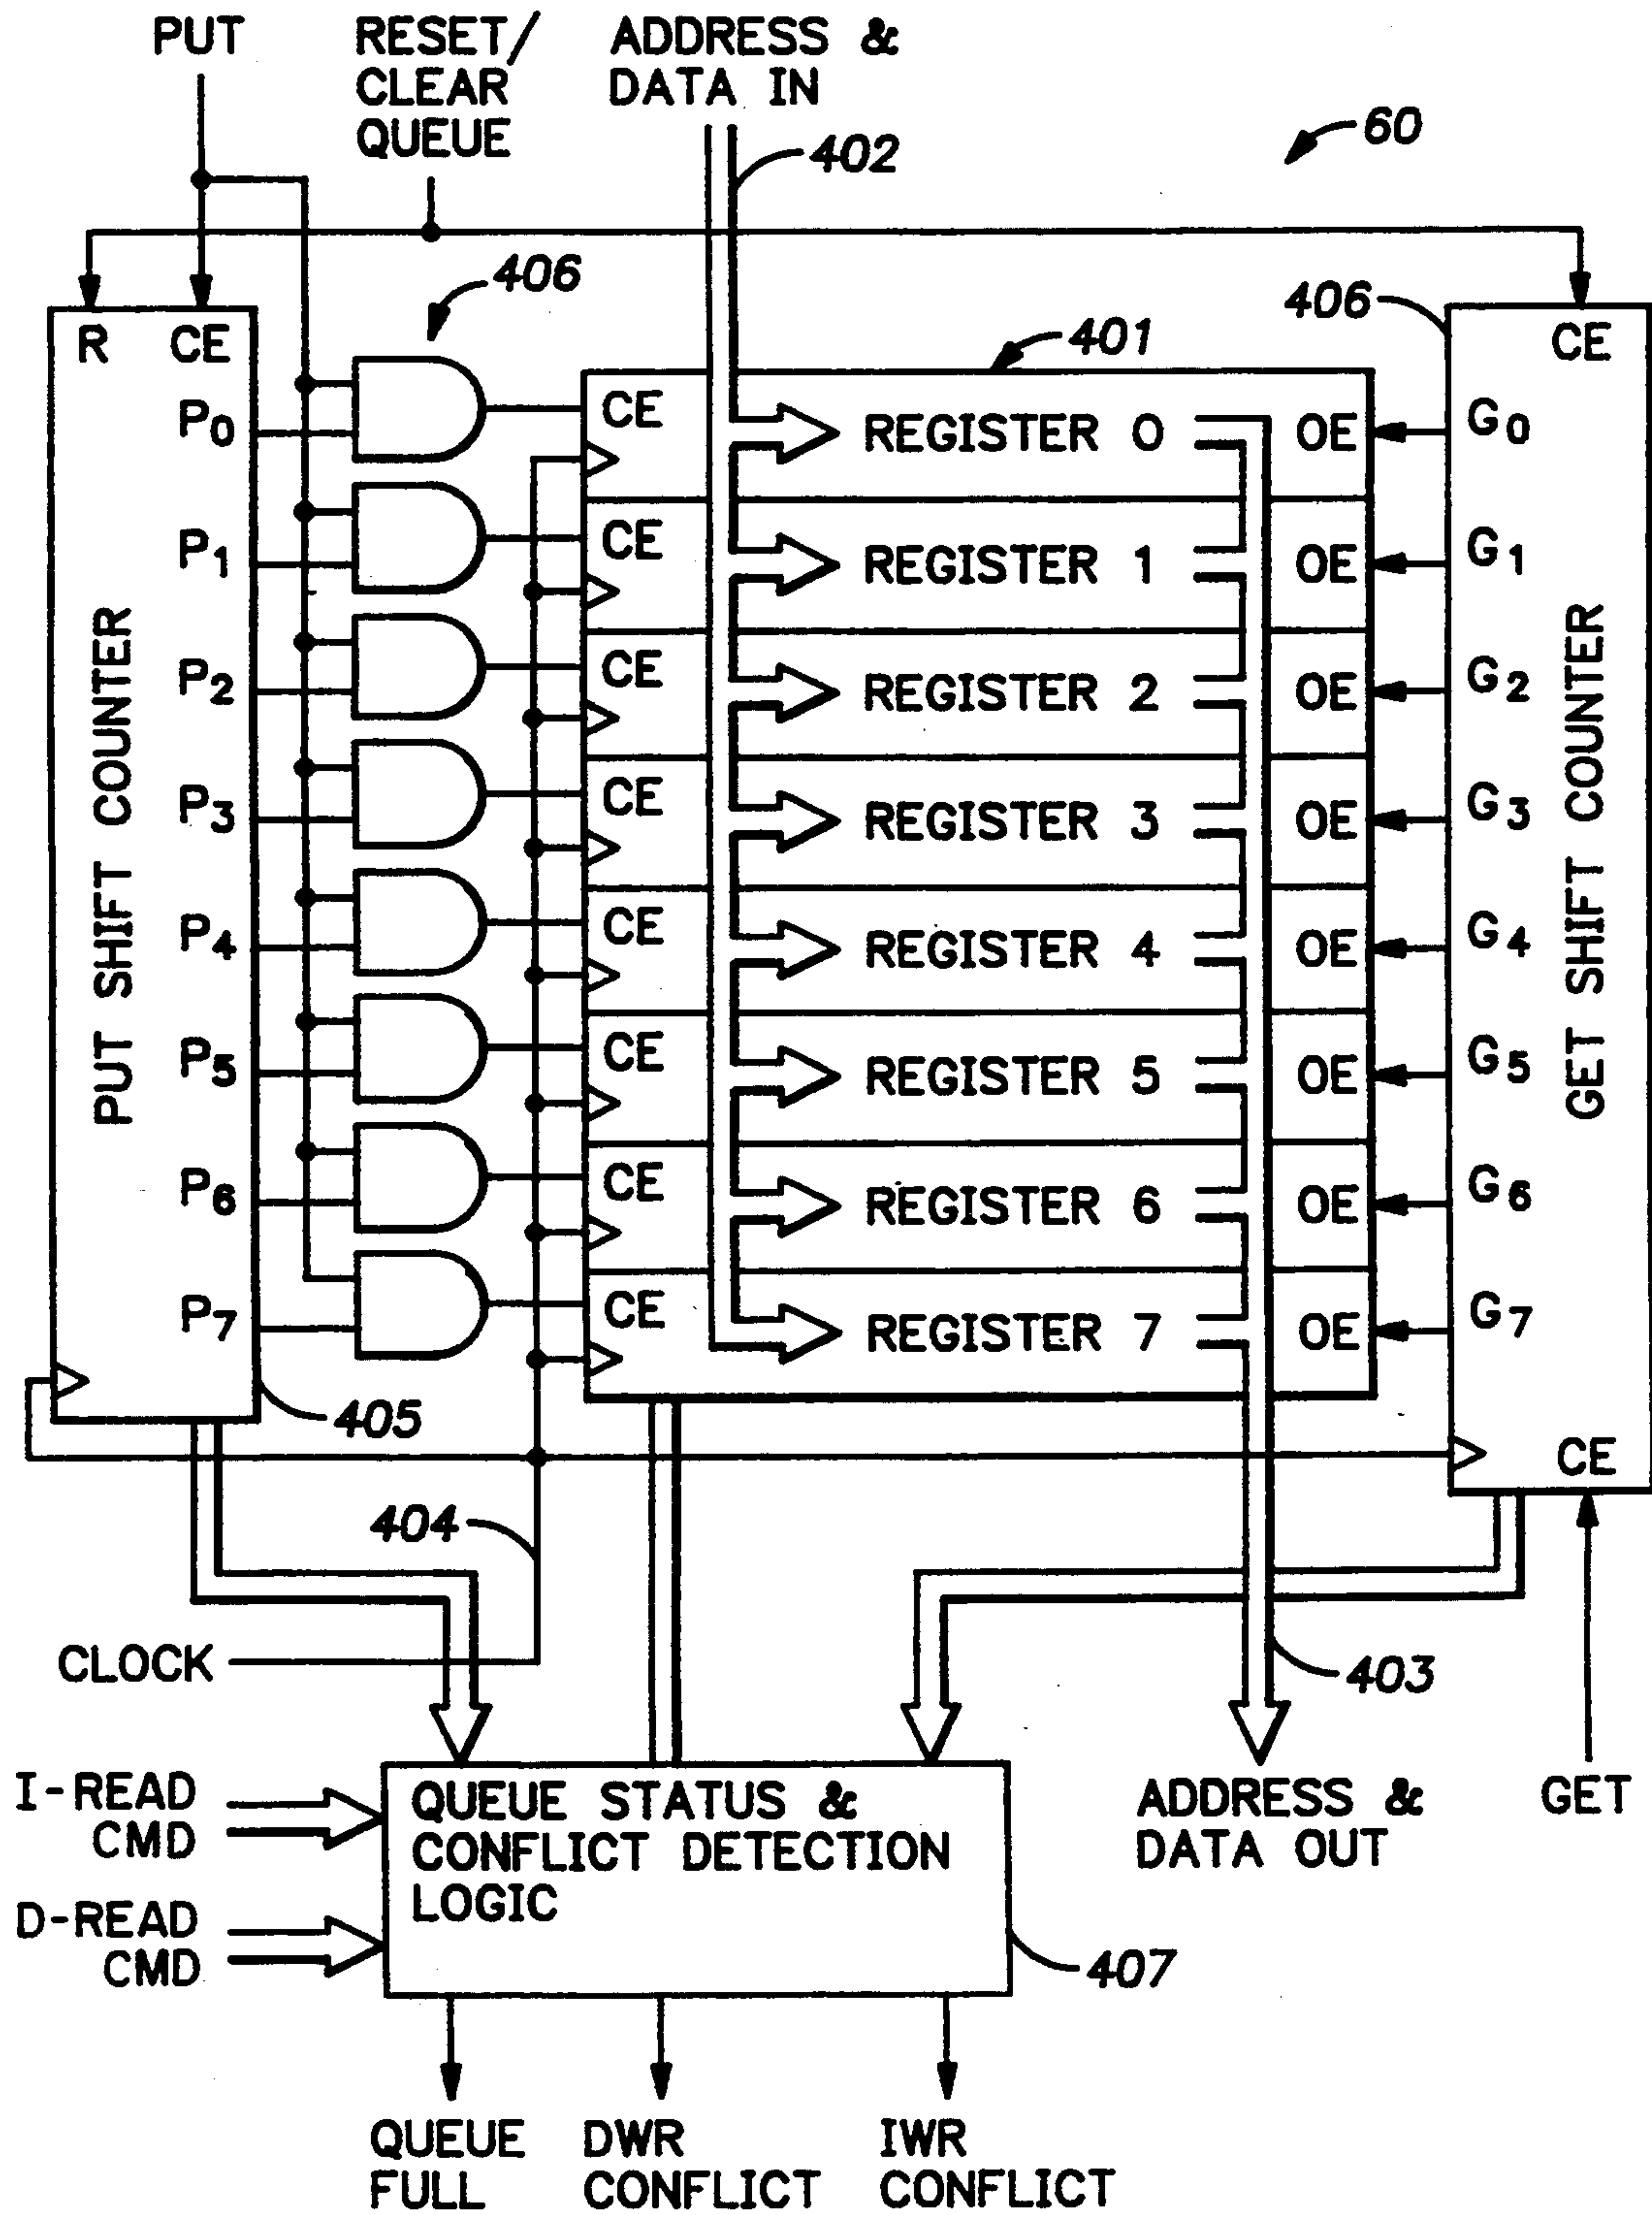 PUT
RESET/
CLEAR
QUEUE
ADDRESS &
DATA IN
402
60
406
401
406
R CE
CE
P0
P1
P2
P3
P4
P5
P6
P7
PUT SHIFT COUNTER
CE REGISTER 0 OE
CE REGISTER 1 OE
CE REGISTER 2 OE
CE REGISTER 3 OE
CE REGISTER 4 OE
CE REGISTER 5 OE
CE REGISTER 6 OE
CE REGISTER 7 OE
G0
G1
G2
G3
G4
G5
G6
G7
GET SHIFT COUNTER
405
CE
404
CLOCK
403
I-READ
CMD
D-READ
CMD
QUEUE STATUS &
CONFLICT DETECTION
LOGIC
ADDRESS &
DATA OUT
GET
407
QUEUE
FULL
DWR
CONFLICT
IWR
CONFLICT